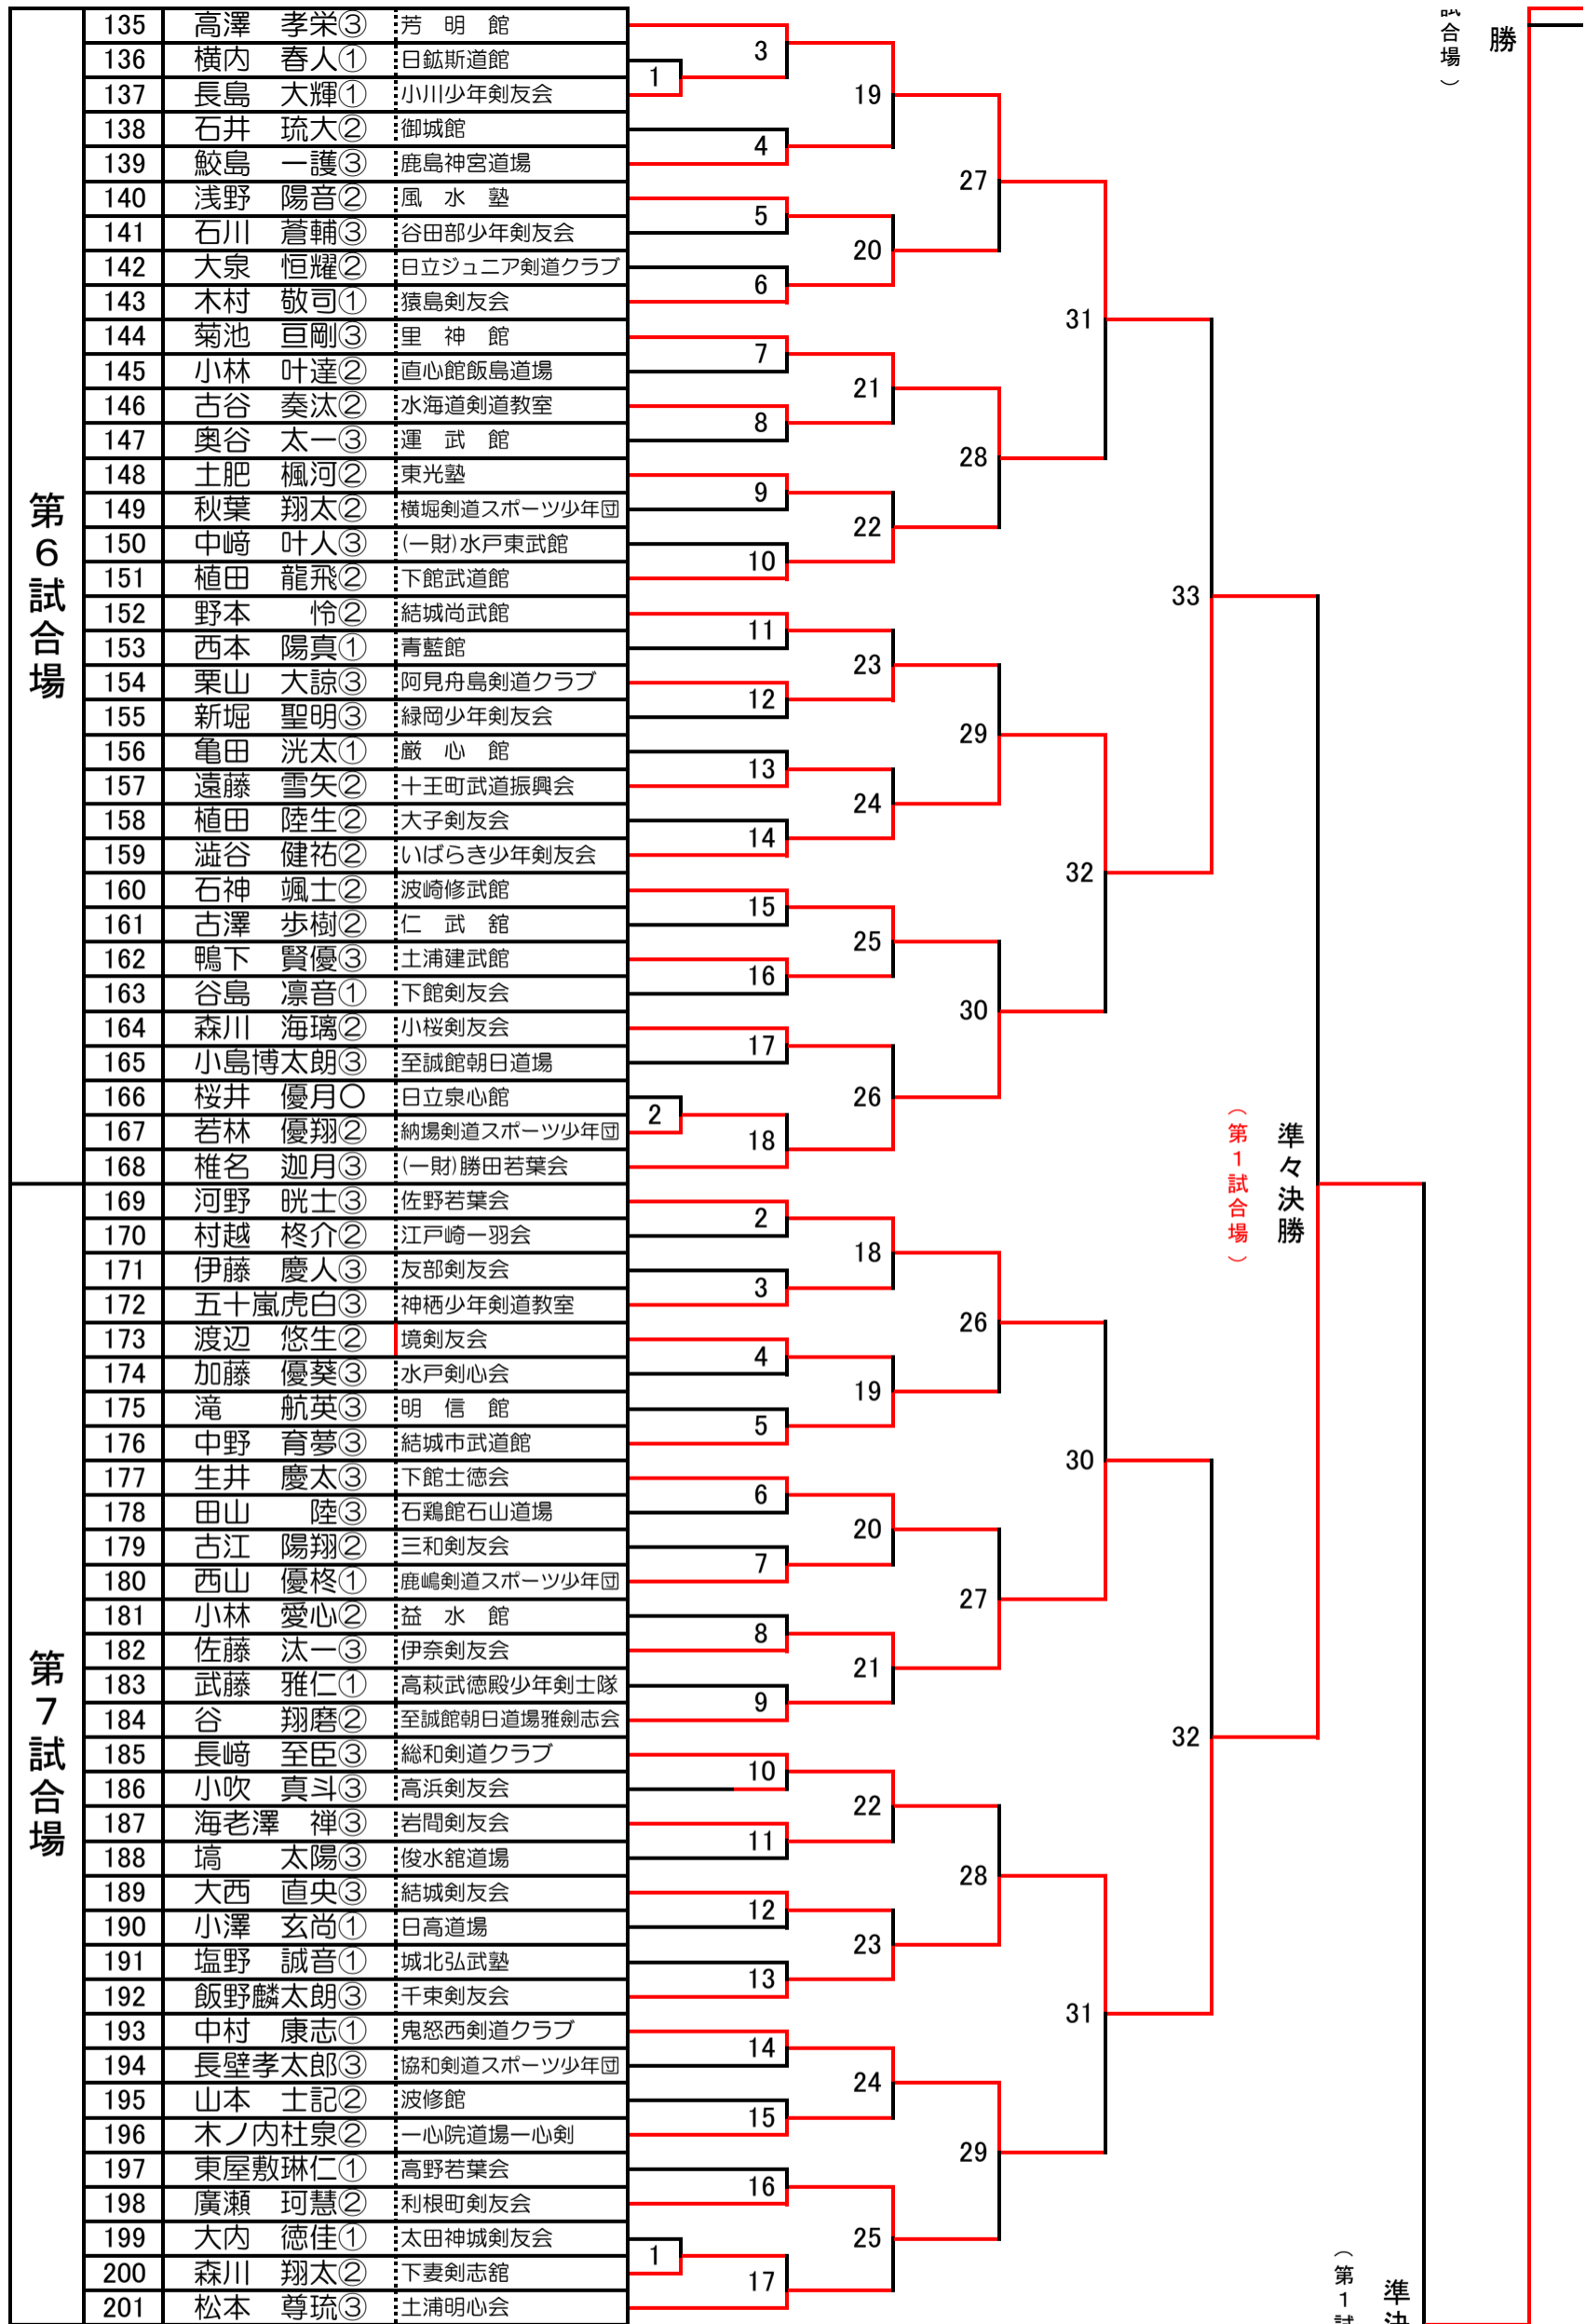 第6試合場
135 高澤 孝栄③ 芳明館
136 横内 春人① 日鉱斯道館
137 長島 大輝① 小川少年剣友会
138 石井 琉大② 御城館
139 鮫島 一護③ 鹿島神宮道場
140 浅野 陽音② 風水塾
141 石川 蒼輔③ 谷田部少年剣友会
142 大泉 恒耀② 日立ジュニア剣道クラブ
143 木村 敬司① 猿島剣友会
144 菊池 亘剛③ 里神館
145 小林 叶達② 直心館飯島道場
146 古谷 奏汰② 水海道剣道教室
147 奥谷 太一③ 運武館
148 土肥 楓河② 東光塾
149 秋葉 翔太② 横堀剣道スポーツ少年団
150 中﨑 叶人③ (一財)水戸東武館
151 植田 龍飛② 下館武道館
152 野本 怜② 結城尚武館
153 西本 陽真① 青藍館
154 栗山 大諒③ 阿見舟島剣道クラブ
155 新堀 聖明③ 緑岡少年剣友会
156 亀田 洸太① 厳心館
157 遠藤 雪矢② 十王町武道振興会
158 植田 陸生② 大子剣友会
159 澁谷 健祐② いばらき少年剣友会
160 石神 颯士② 波崎修武館
161 古澤 歩樹② 仁武舘
162 鴨下 賢優③ 土浦建武館
163 谷島 凛音① 下館剣友会
164 森川 海璃② 小桜剣友会
165 小島博太朗③ 至誠館朝日道場
166 桜井 優月〇 日立泉心館
167 若林 優翔② 納場剣道スポーツ少年団
168 椎名 迦月③ (一財)勝田若葉会
第7試合場
169 河野 晄士③ 佐野若葉会
170 村越 柊介② 江戸崎一羽会
171 伊藤 慶人③ 友部剣友会
172 五十嵐虎白③ 神栖少年剣道教室
173 渡辺 悠生② 境剣友会
174 加藤 優葵③ 水戸剣心会
175 滝 航英③ 明信館
176 中野 育夢③ 結城市武道館
177 生井 慶太③ 下館士徳会
178 田山 陸③ 石鶏館石山道場
179 古江 陽翔② 三和剣友会
180 西山 優柊① 鹿嶋剣道スポーツ少年団
181 小林 愛心② 益水館
182 佐藤 汰一③ 伊奈剣友会
183 武藤 雅仁① 高萩武徳殿少年剣士隊
184 谷 翔磨② 至誠館朝日道場雅劍志会
185 長﨑 至臣③ 総和剣道クラブ
186 小吹 真斗③ 高浜剣友会
187 海老澤 禅③ 岩間剣友会
188 塙 太陽③ 俊水舘道場
189 大西 直央③ 結城剣友会
190 小澤 玄尚① 日高道場
191 塩野 誠音① 城北弘武塾
192 飯野麟太朗③ 千束剣友会
193 中村 康志① 鬼怒西剣道クラブ
194 長壁孝太郎③ 協和剣道スポーツ少年団
195 山本 士記② 波修館
196 木ノ内杜泉② 一心院道場一心剣
197 東屋敷琳仁① 高野若葉会
198 廣瀬 珂慧② 利根町剣友会
199 大内 徳佳① 太田神城剣友会
200 森川 翔太② 下妻剣志舘
201 松本 尊琉③ 土浦明心会
1
2
3
4
5
6
7
8
9
10
11
12
13
14
15
16
17
18
19
20
21
22
23
24
25
26
27
28
29
30
31
32
33
2
3
4
5
6
7
8
9
10
11
12
13
14
15
16
1
17
18
19
20
21
22
23
24
25
26
27
28
29
30
31
32
試合場）
勝
準々決勝
（第1試合場）
準決
（第1試